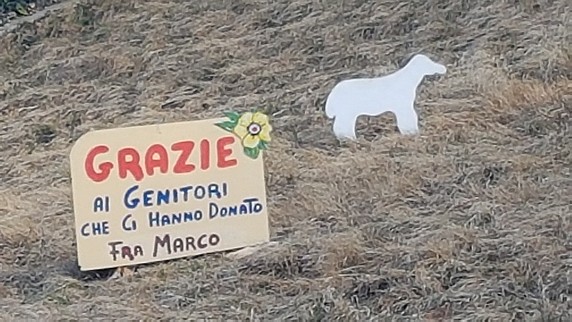 GRAZIE
AI GENITORI
CHE CI HANNO DONATO
FRA MARCO